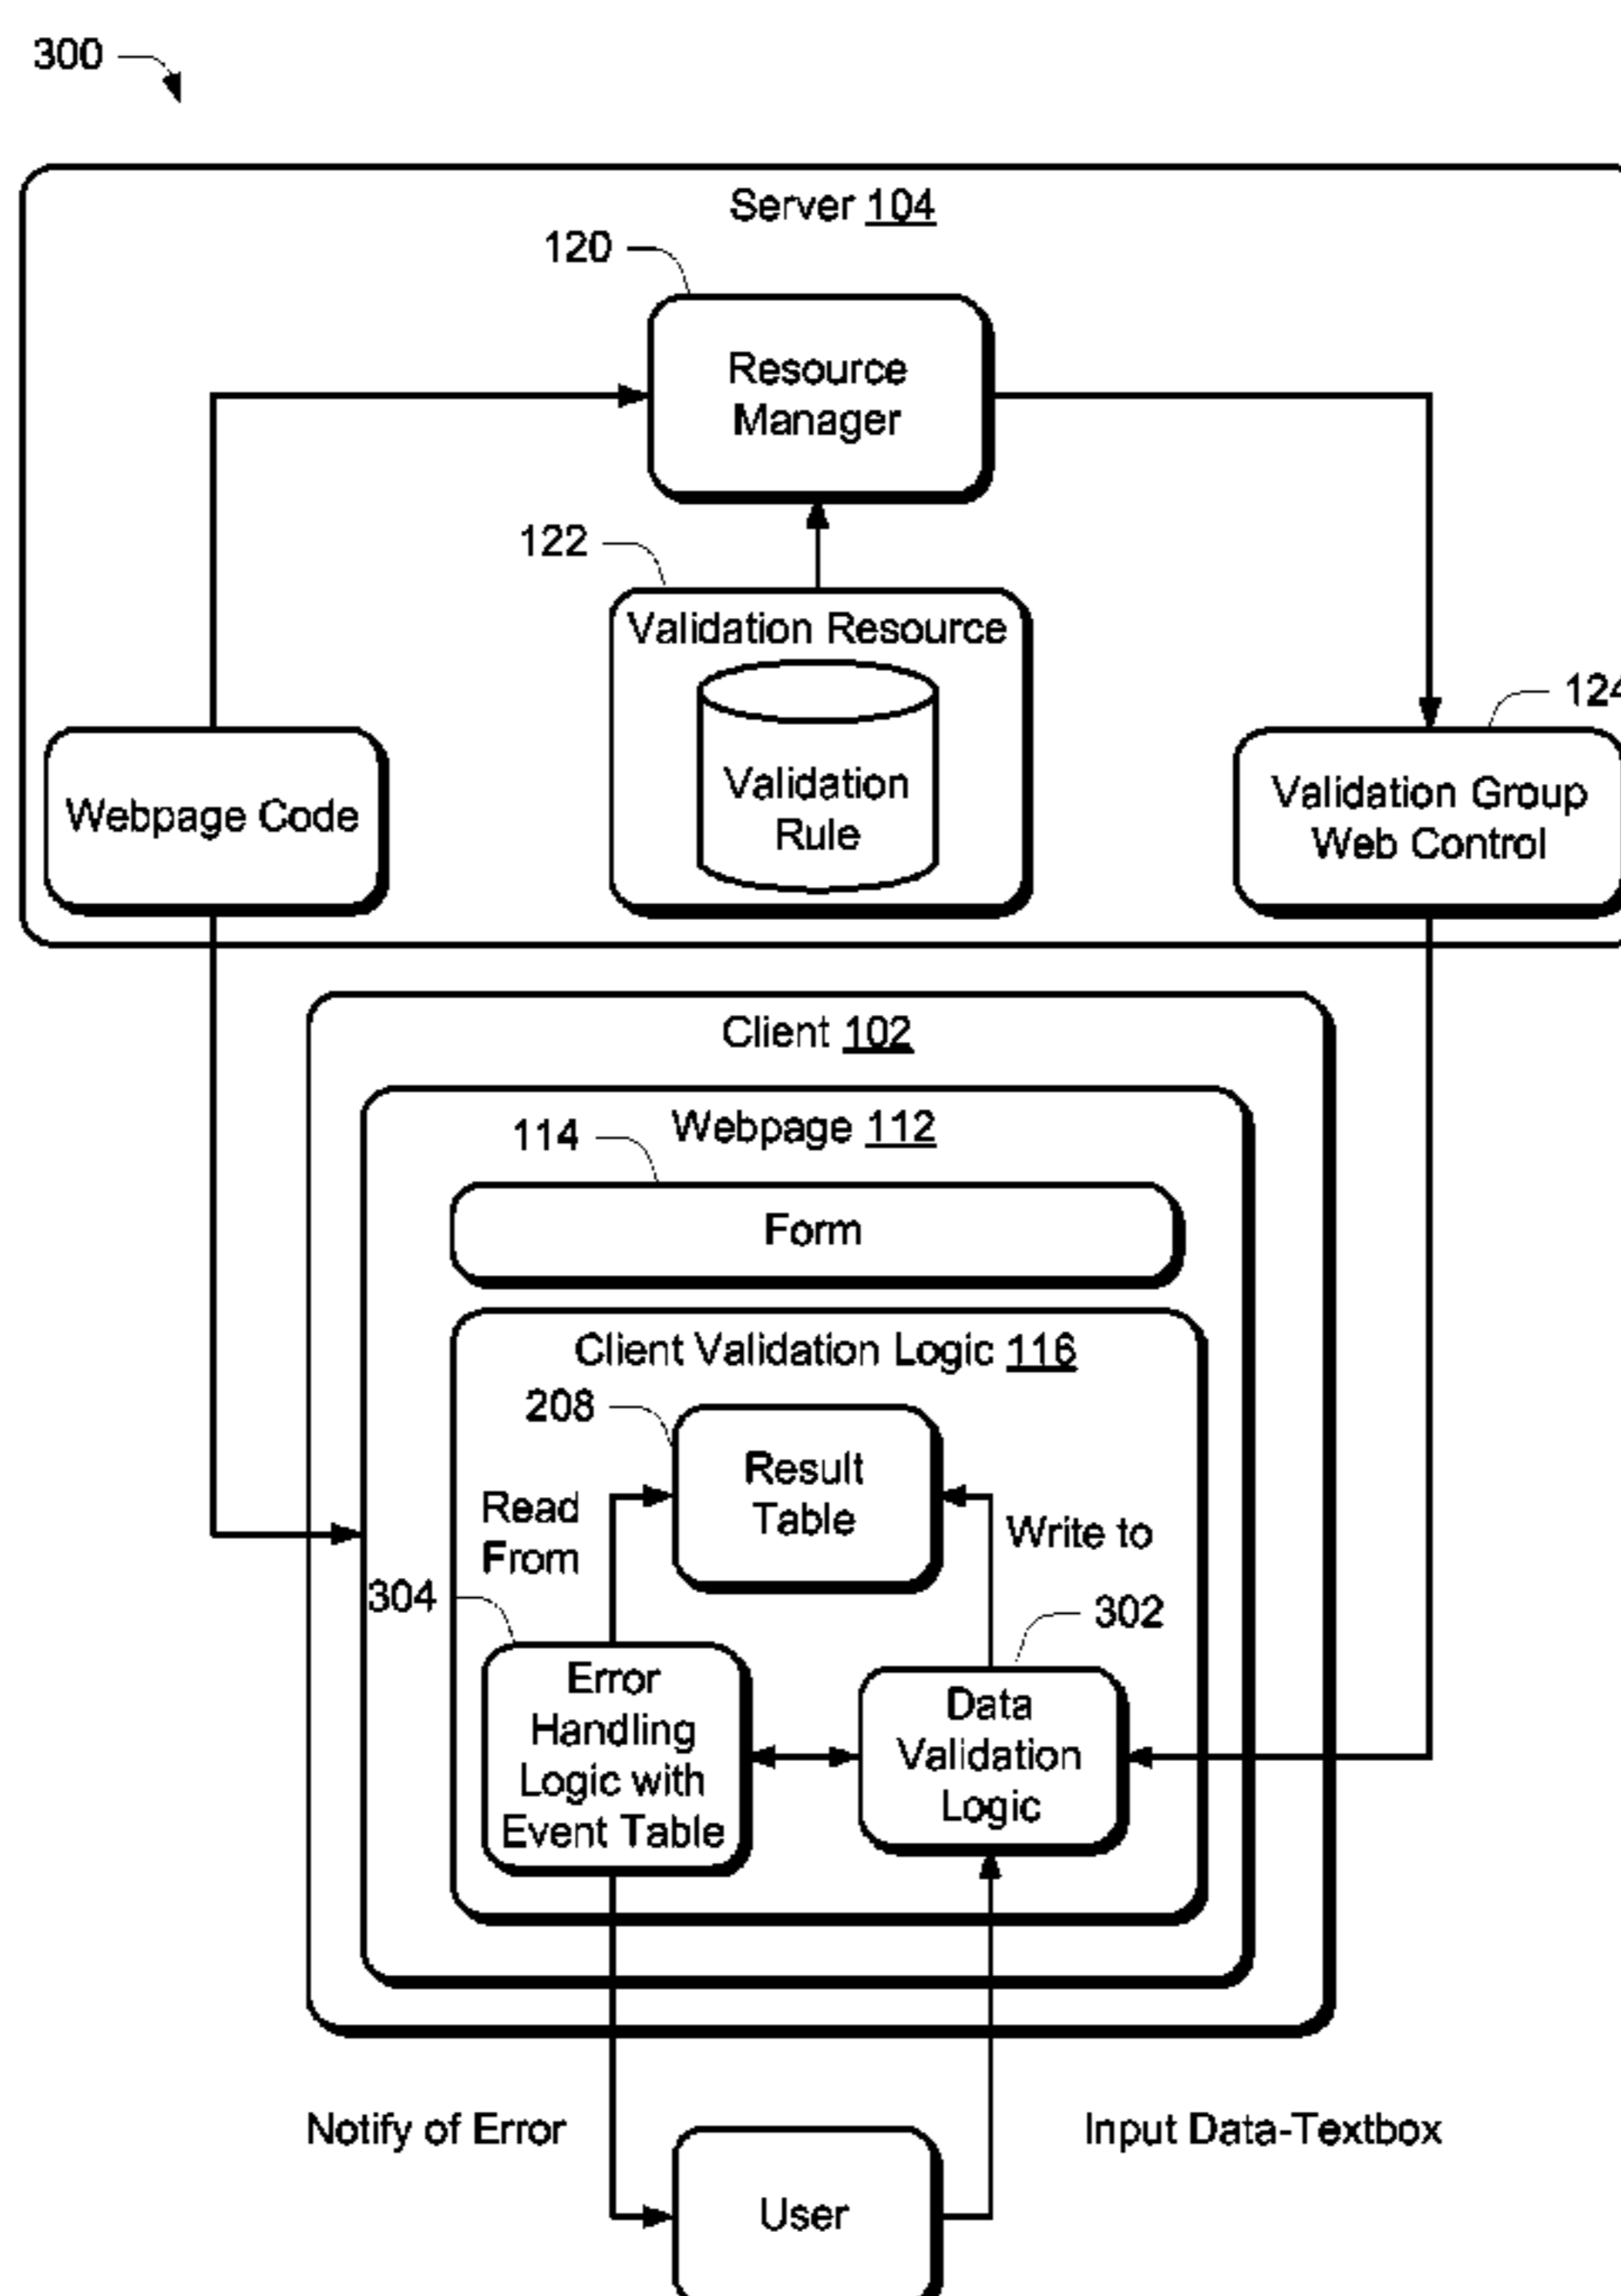 300
Server 104
120
Resource
Manager
122
Validation Resource
Validation
Rule
Webpage Code
124
Validation Group
Web Control
Client 102
Webpage 112
114
Form
Client Validation Logic 116
208
Result
Table
Read
From
Write to
304
302
Error
Handling
Logic with
Event Table
Data
Validation
Logic
Notify of Error
Input Data-Textbox
User